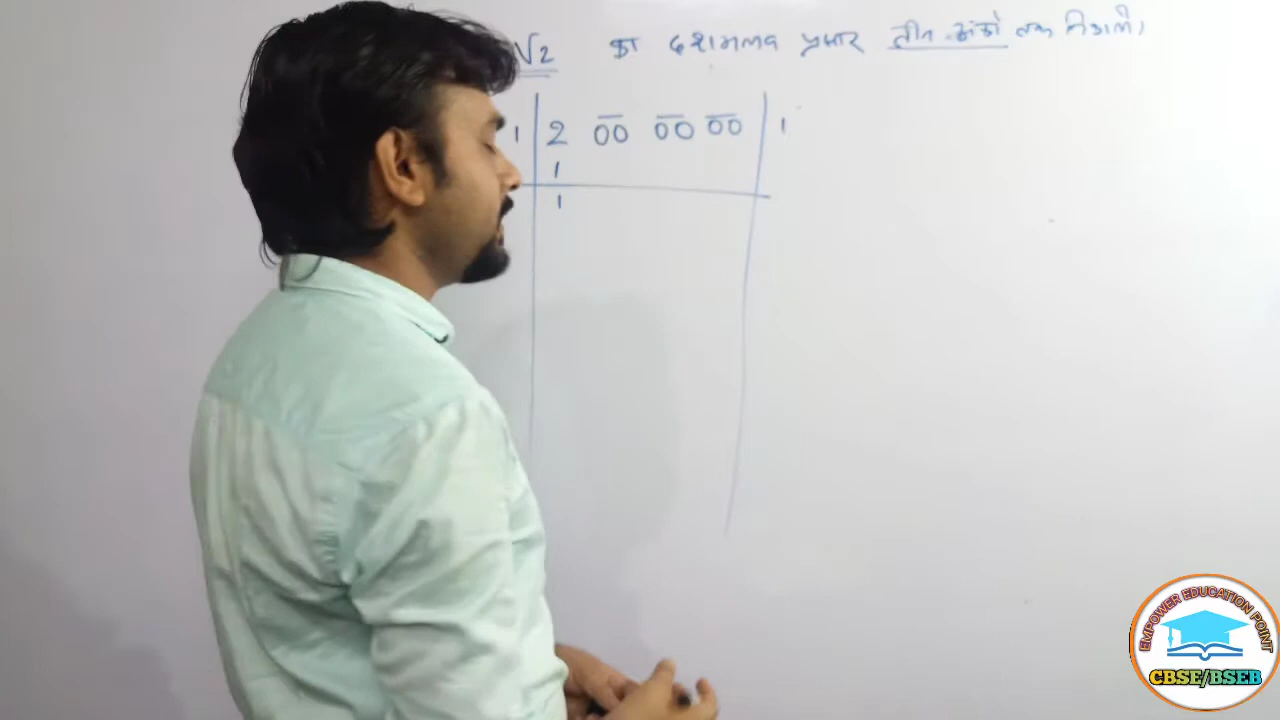 √2 का दशमलव प्रसार तीन अंकों तक निकालें।
1 2 00 00 00 1
1
1
EMPOWER EDUCATION POINT
CBSE/BSEB